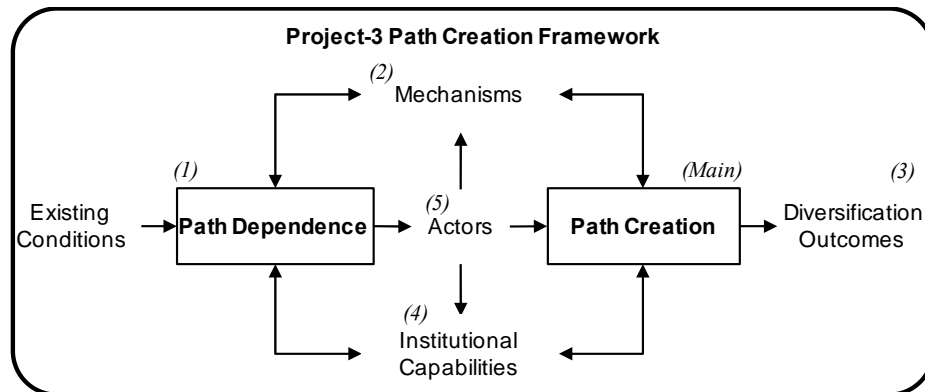 Project-3 Path Creation Framework
(2)
Mechanisms
(1)
(Main)
(3)
Existing
Conditions
Path Dependence
(5)
Actors
Path Creation
Diversification
Outcomes
(4)
Institutional
Capabilities